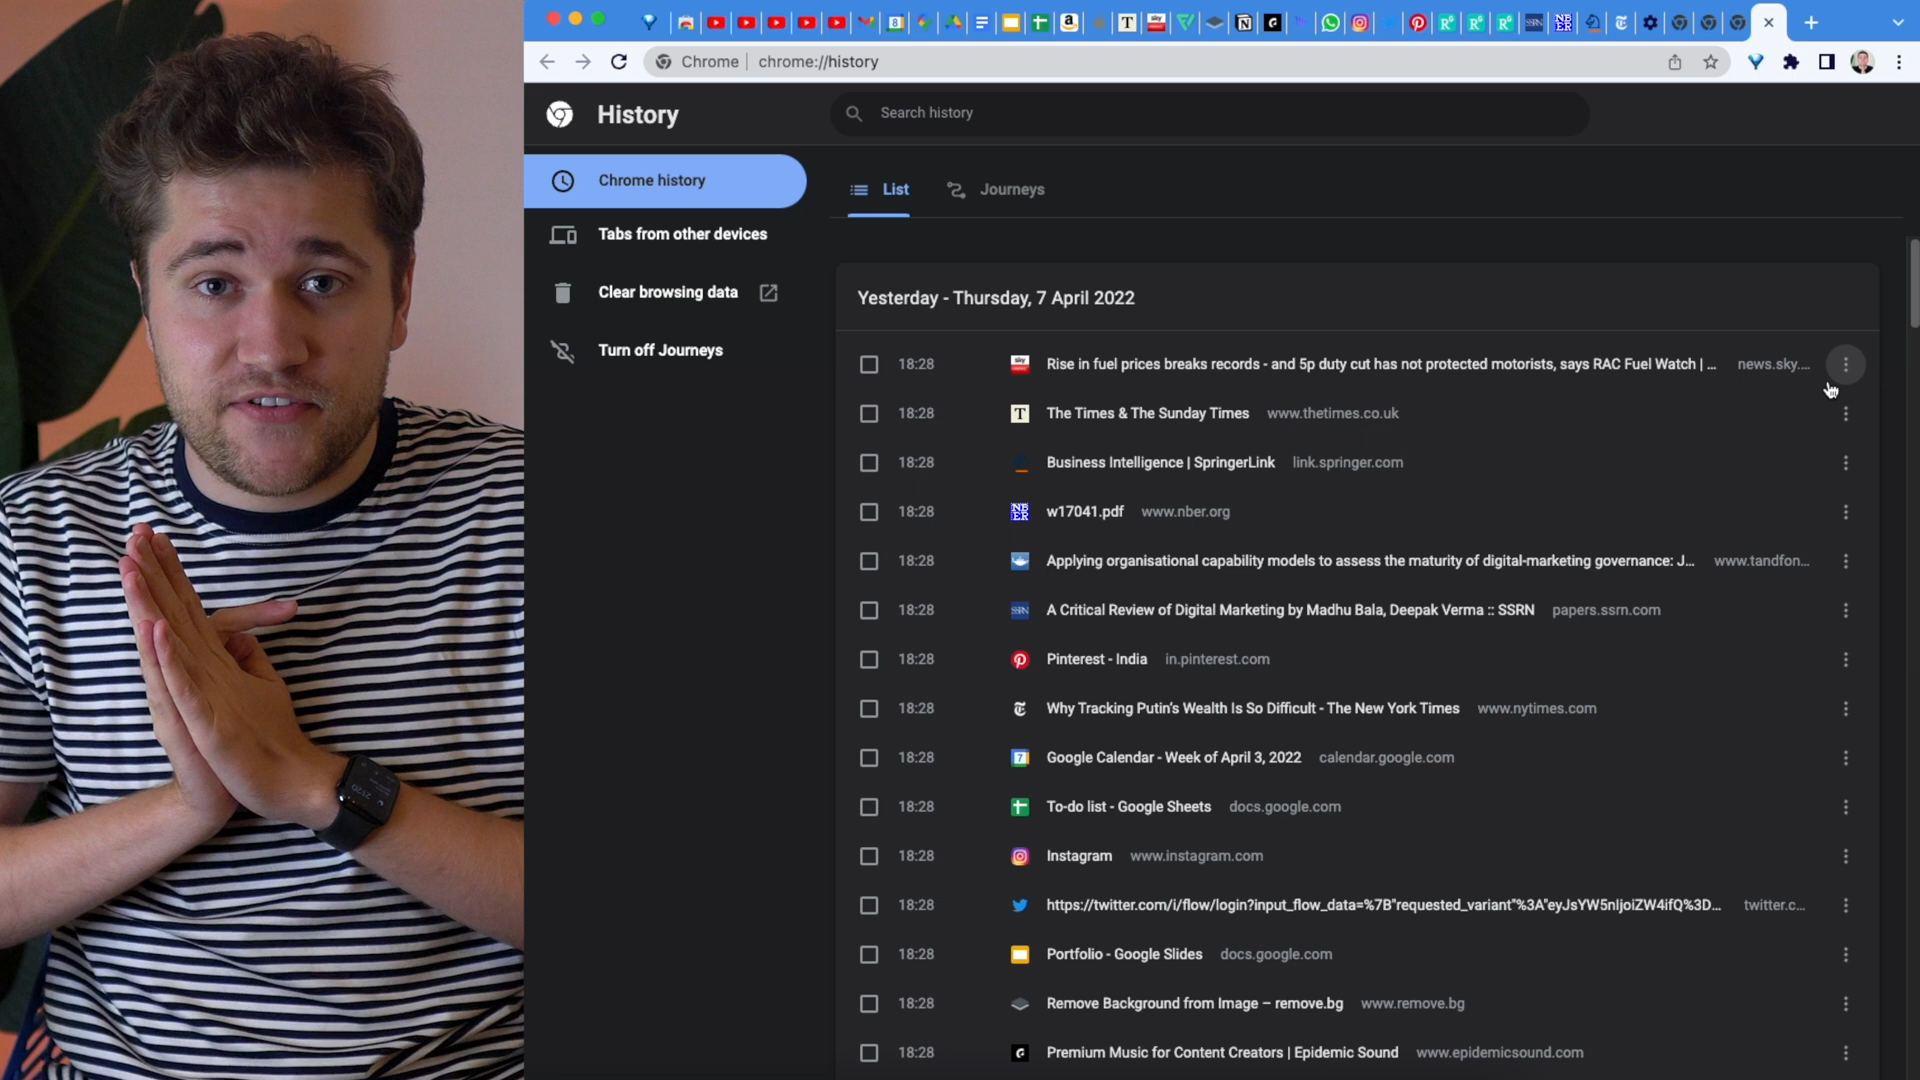 Chrome | chrome://history
History
Search history
Chrome history
Tabs from other devices
Clear browsing data
Turn off Journeys
List
Journeys
Yesterday - Thursday, 7 April 2022
18:28 Rise in fuel prices breaks records - and 5p duty cut has not protected motorists, says RAC Fuel Watch | ... news.sky....
18:28 The Times & The Sunday Times www.thetimes.co.uk
18:28 Business Intelligence | SpringerLink link.springer.com
18:28 w17041.pdf www.nber.org
18:28 Applying organisational capability models to assess the maturity of digital-marketing governance: J... www.tandfon...
18:28 A Critical Review of Digital Marketing by Madhu Bala, Deepak Verma :: SSRN papers.ssrn.com
18:28 Pinterest - India in.pinterest.com
18:28 Why Tracking Putin's Wealth Is So Difficult - The New York Times www.nytimes.com
18:28 Google Calendar - Week of April 3, 2022 calendar.google.com
18:28 To-do list - Google Sheets docs.google.com
18:28 Instagram www.instagram.com
18:28 https://twitter.com/i/flow/login?input_flow_data=%7B"requested_variant"%3A"eyJsYW5nIjoiZW4ifQ%3D... twitter.c...
18:28 Portfolio - Google Slides docs.google.com
18:28 Remove Background from Image – remove.bg www.remove.bg
18:28 Premium Music for Content Creators | Epidemic Sound www.epidemicsound.com